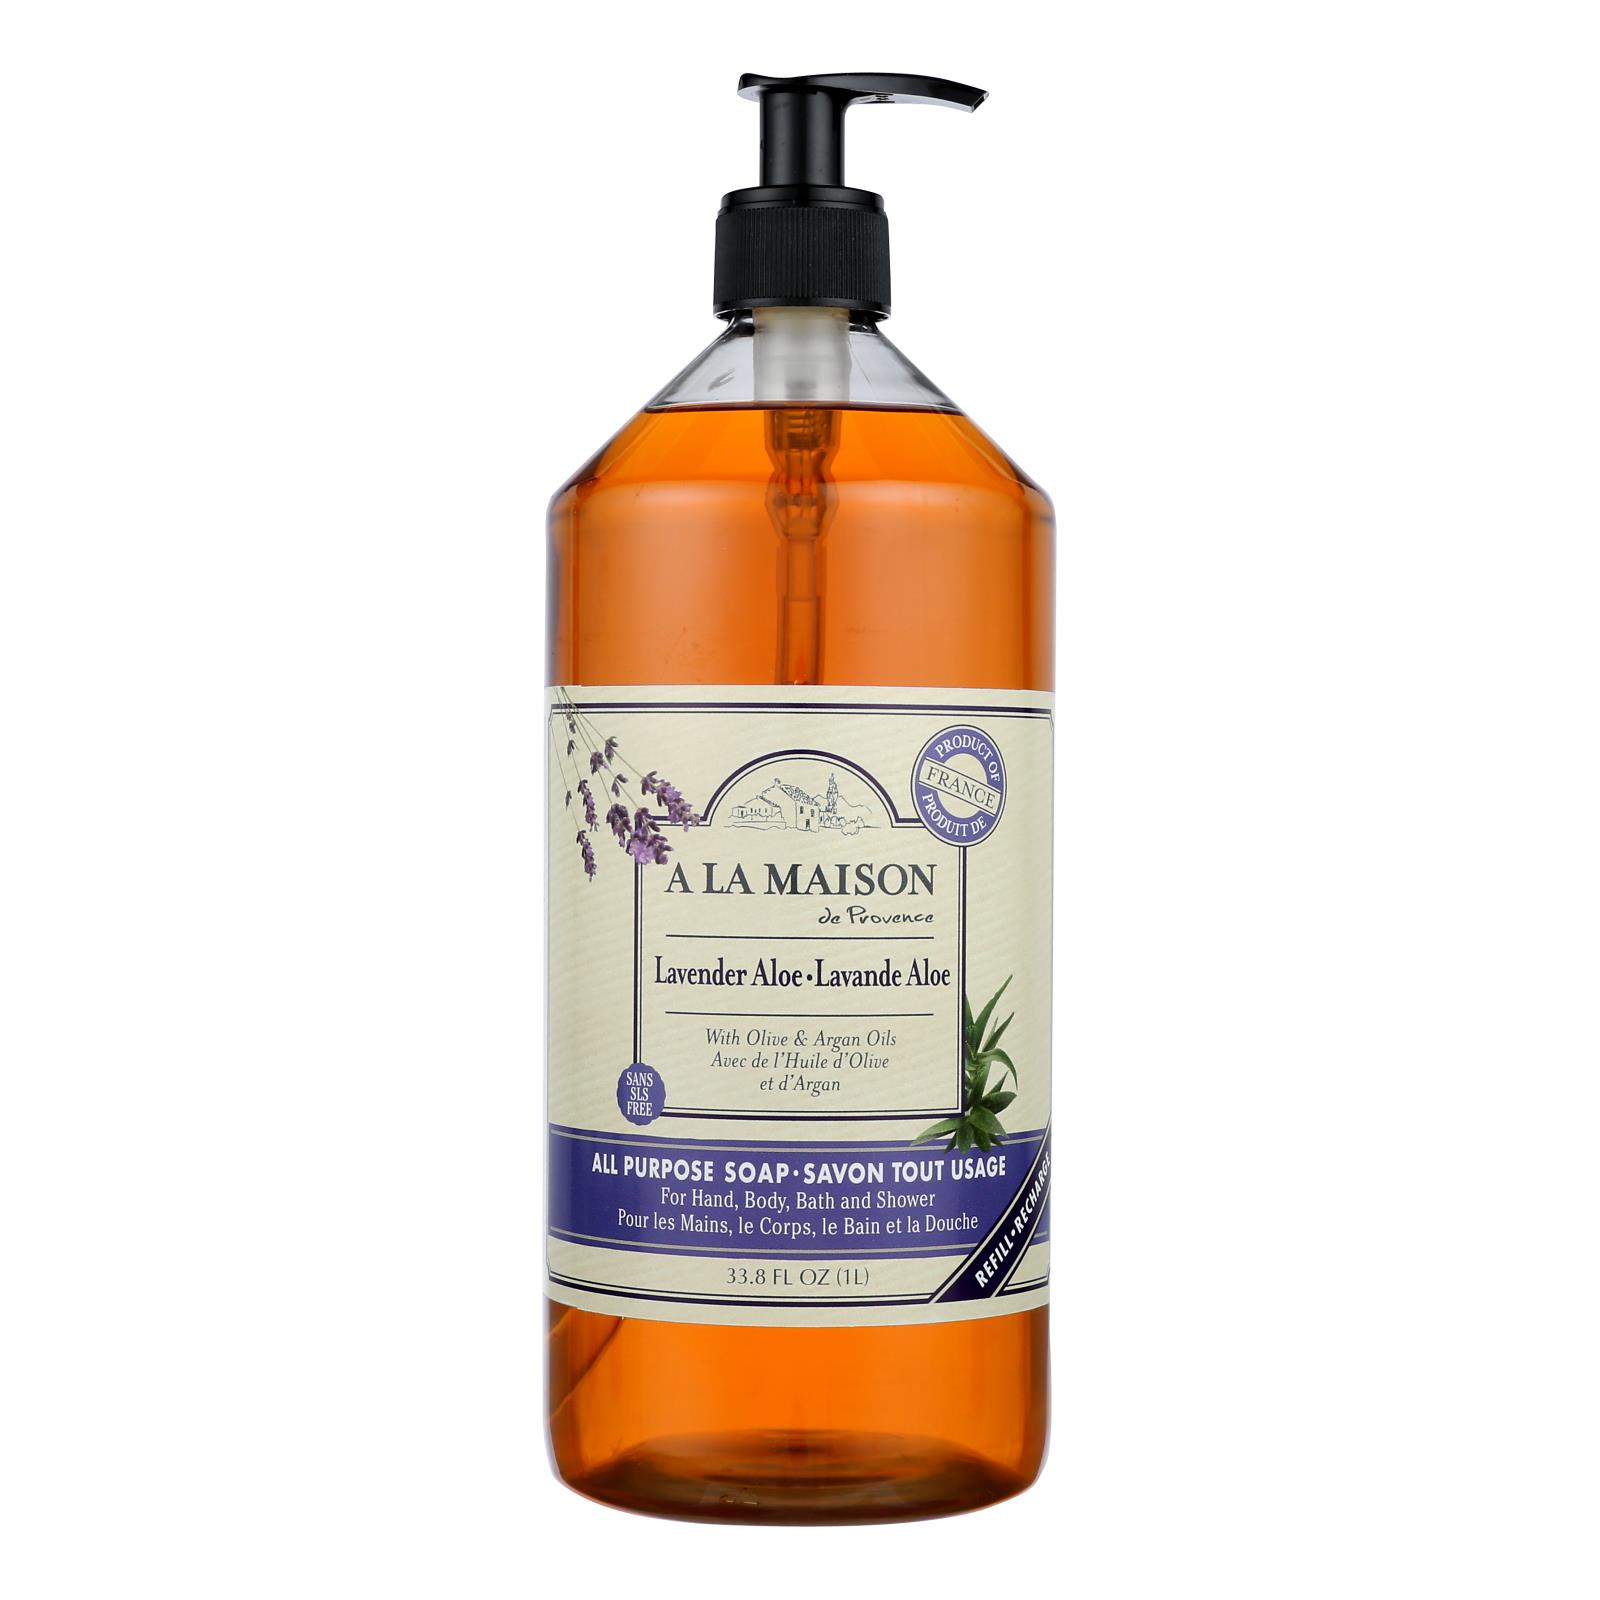 PRODUCT OF
FRANCE
PRODUIT DE
A LA MAISON
de Provence
Lavender Aloe • Lavande Aloe
With Olive & Argan Oils
Avec de l'Huile d'Olive
et d'Argan
SANS
SLS
FREE
ALL PURPOSE SOAP • SAVON TOUT USAGE
For Hand, Body, Bath and Shower
Pour les Mains, le Corps, le Bain et la Douche
REFILL • RECHARGE
33.8 FL OZ (1L)